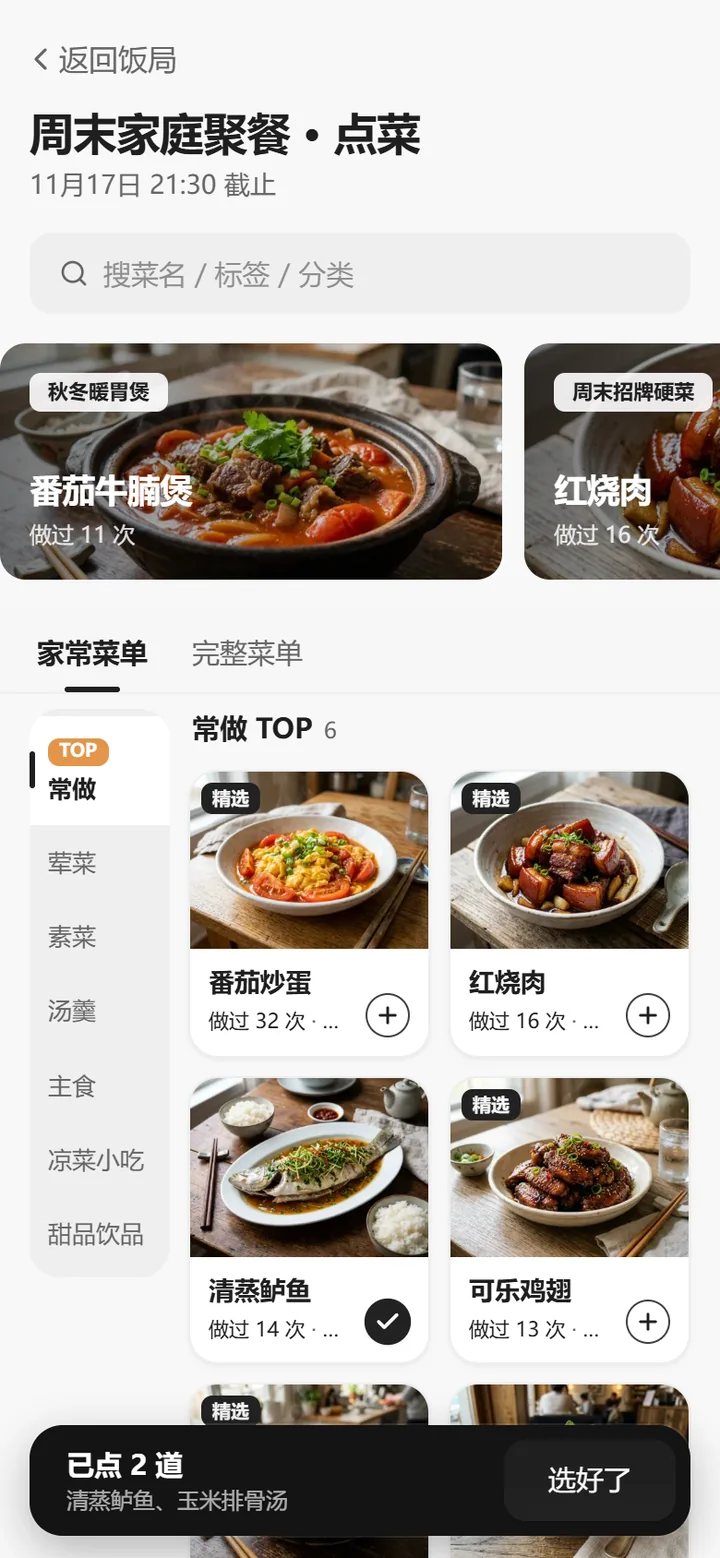 返回饭局
周末家庭聚餐 • 点菜
11月17日 21:30 截止
搜菜名 / 标签 / 分类
秋冬暖胃煲
番茄牛腩煲
做过 11 次
周末招牌硬菜
红烧肉
做过 16 次
家常菜单
完整菜单
TOP
常做
荤菜
素菜
汤羹
主食
凉菜小吃
甜品饮品
常做 TOP 6
精选
番茄炒蛋
做过 32 次 · ...
精选
红烧肉
做过 16 次 · ...
清蒸鲈鱼
做过 14 次 · ...
精选
可乐鸡翅
做过 13 次 · ...
精选
已点 2 道
清蒸鲈鱼、玉米排骨汤
选好了